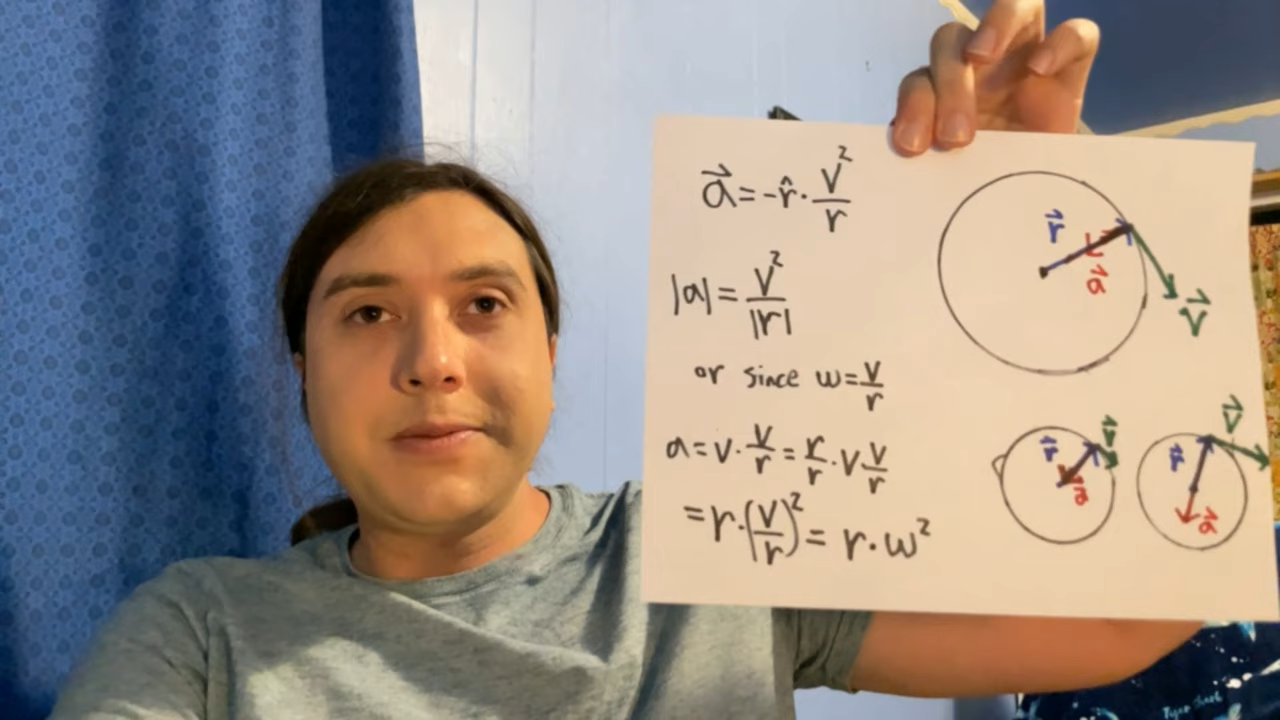 a⃗ = -r̂ · v²/r
|a| = v²/|r|
or since w = v/r
a = v · v/r = r/r · v · v/r
= r · (v/r)² = r · w²
r⃗
a⃗
v⃗
r⃗ v⃗
a⃗
v⃗
r⃗
a⃗